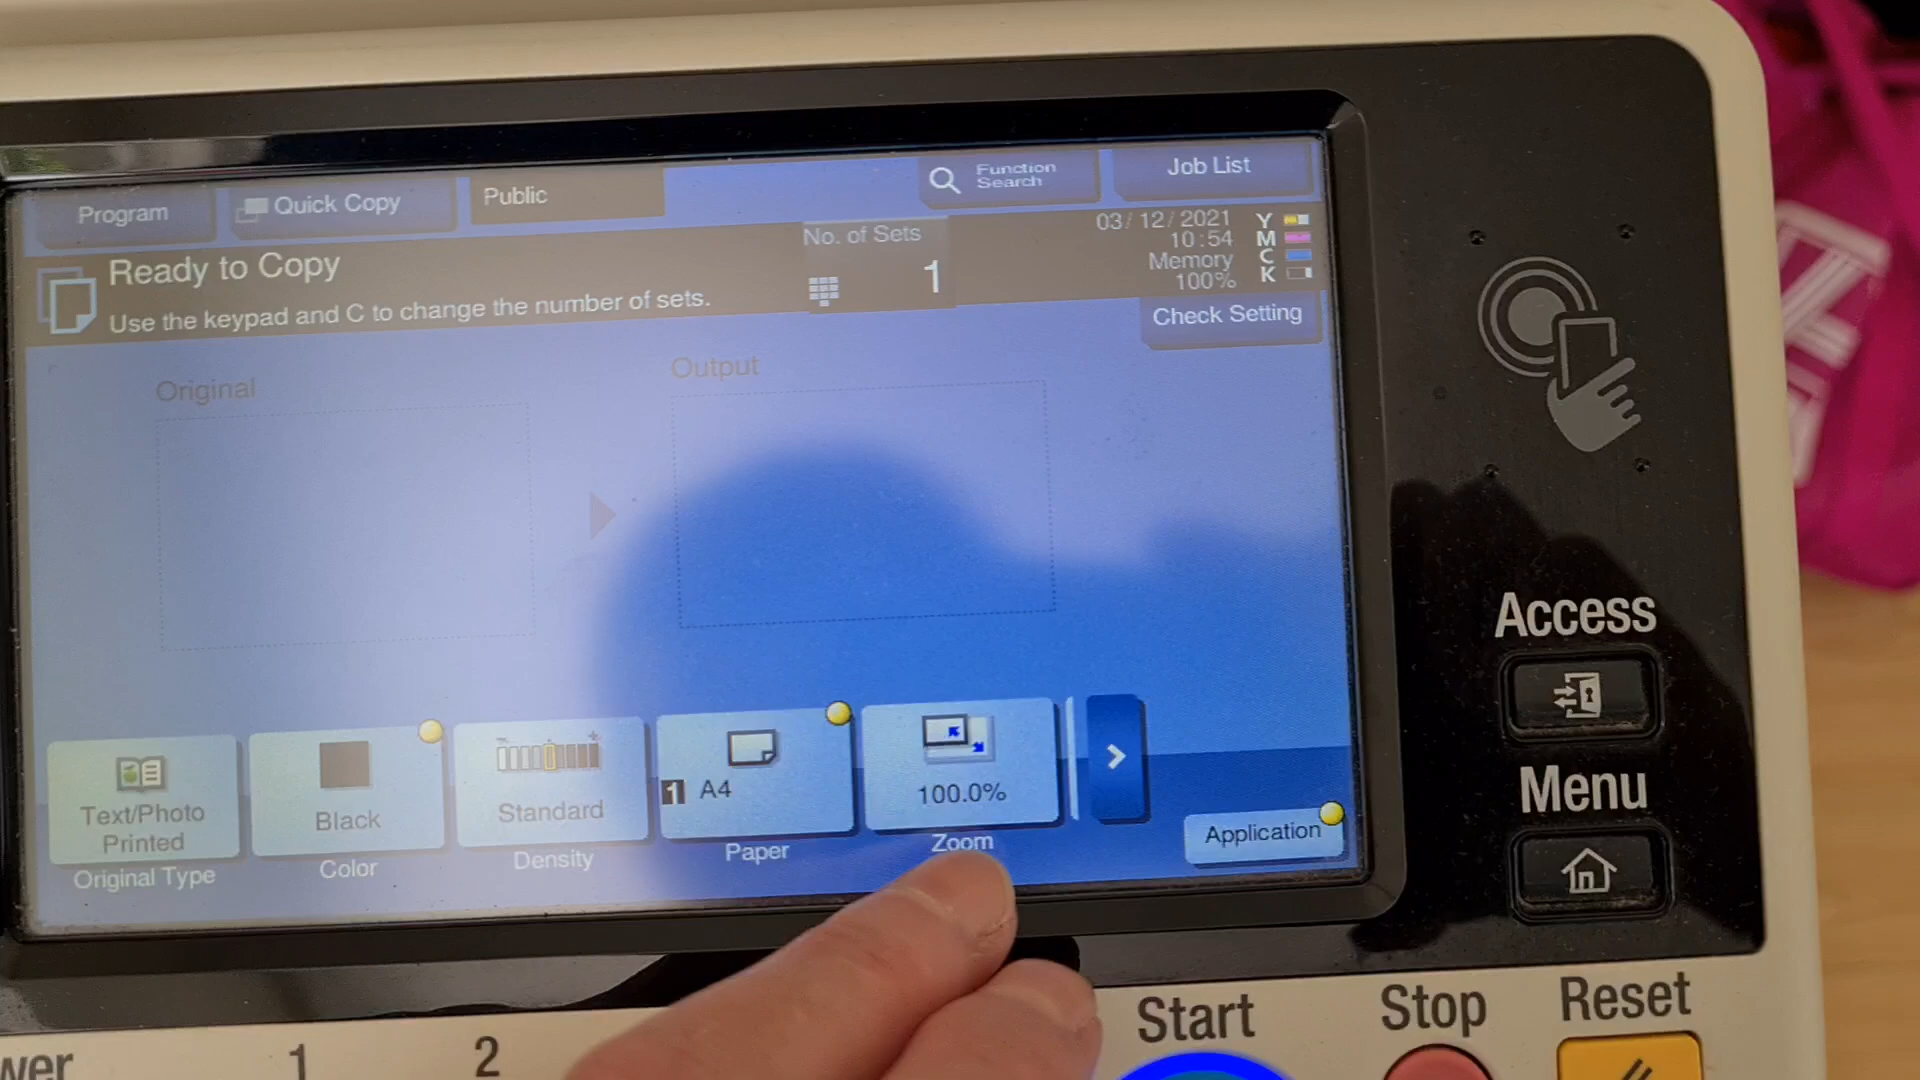 Program
Quick Copy
Public
Function
Search
Job List
Ready to Copy
Use the keypad and C to change the number of sets.
No. of Sets
1
03/12/2021
10:54
Memory
100%
Y
M
C
K
Check Setting
Original
Output
Text/Photo
Printed
Original Type
Black
Color
Standard
Density
1 A4
Paper
100.0%
Zoom
Application
Access
Menu
Start
Stop
Reset
wer
1
2